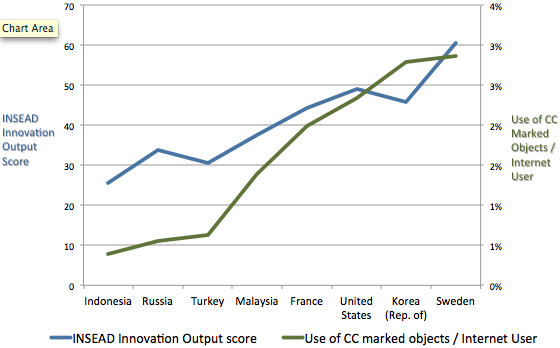 70
60
50
40
30
20
10
0
4%
3%
3%
2%
2%
1%
1%
0%
Chart Area
INSEAD
Innovation
Output
Score
Use of CC
Marked
Objects /
Internet
User
Indonesia Russia Turkey Malaysia France United States Korea (Rep. of) Sweden
INSEAD Innovation Output score Use of CC marked objects / Internet User